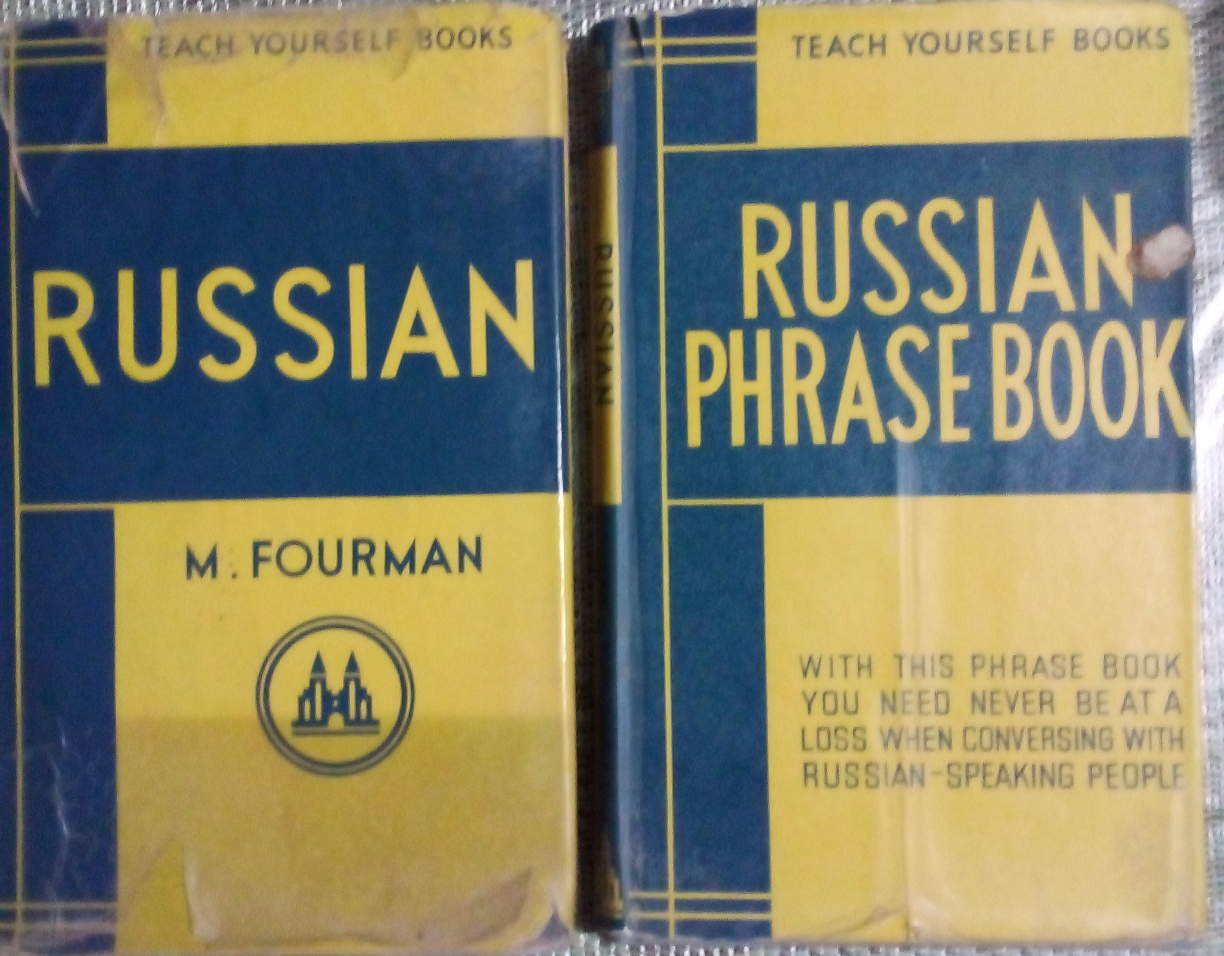 TEACH YOURSELF BOOKS
RUSSIAN
M. FOURMAN
RUSSIAN
TEACH YOURSELF BOOKS
RUSSIAN
PHRASE BOOK
WITH THIS PHRASE BOOK
YOU NEED NEVER BE AT A
LOSS WHEN CONVERSING WITH
RUSSIAN-SPEAKING PEOPLE